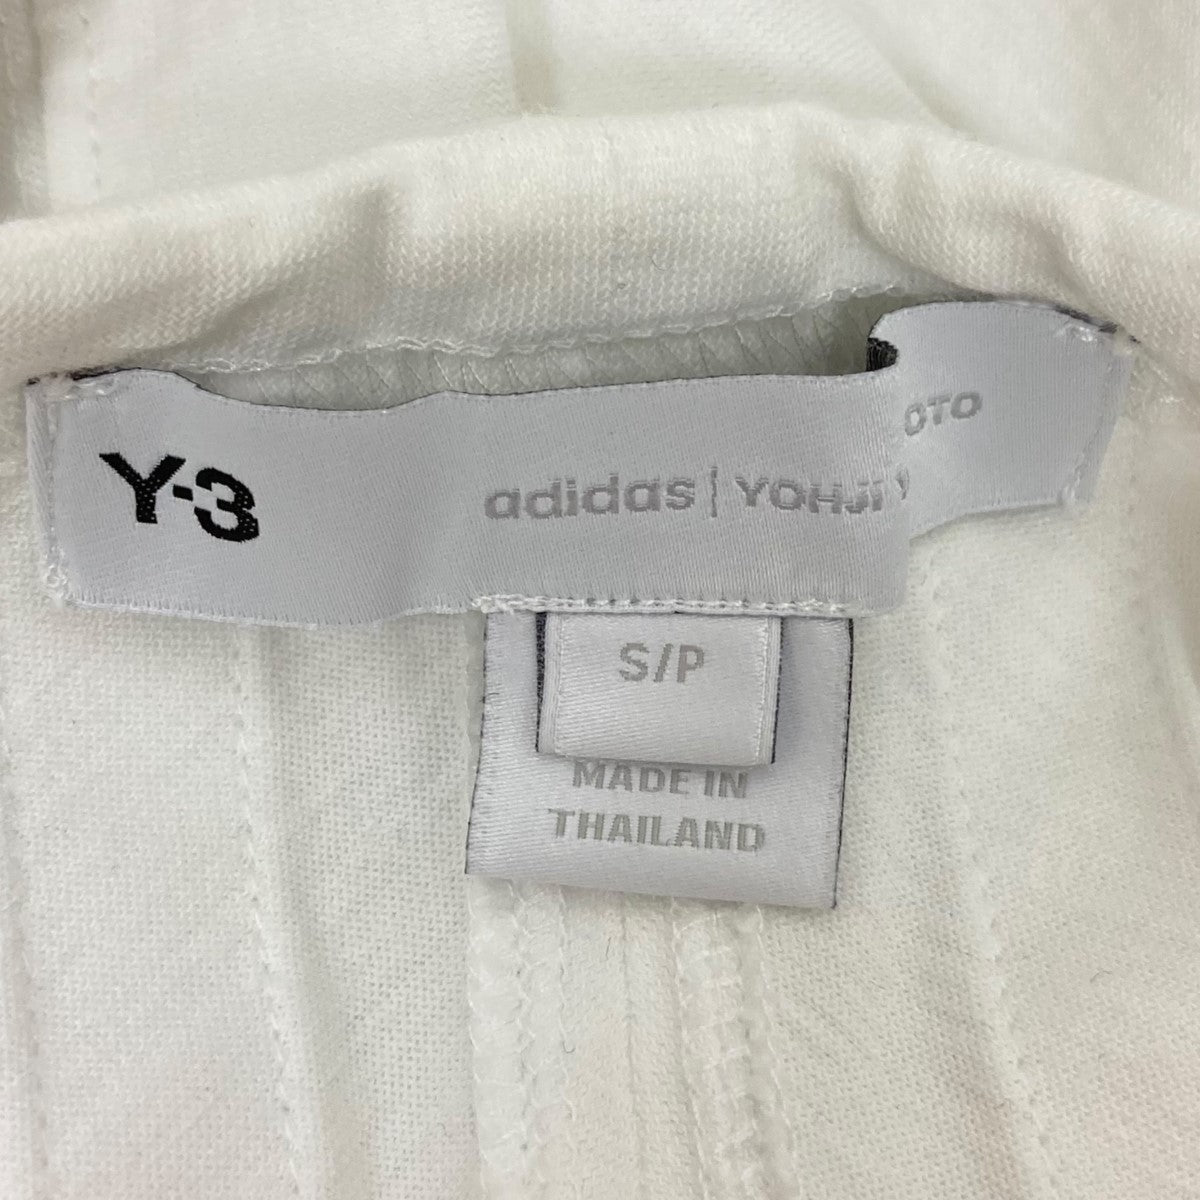 Y-3
adidas | YOHJI Y OTO
S/P
MADE IN
THAILAND